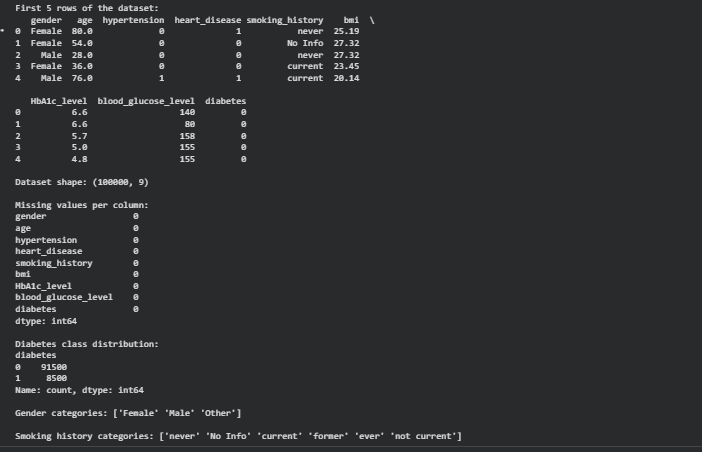 First 5 rows of the dataset:
   gender   age  hypertension  heart_disease smoking_history    bmi  \
0  Female  80.0             0              1           never  25.19
1  Female  54.0             0              0         No Info  27.32
2    Male  28.0             0              0           never  27.32
3  Female  36.0             0              0         current  23.45
4    Male  76.0             1              1         current  20.14
   HbA1c_level  blood_glucose_level  diabetes
0          6.6                  140         0
1          6.6                   80         0
2          5.7                  158         0
3          5.0                  155         0
4          4.8                  155         0
Dataset shape: (100000, 9)
Missing values per column:
gender                 0
age                    0
hypertension           0
heart_disease          0
smoking_history        0
bmi                    0
HbA1c_level            0
blood_glucose_level    0
diabetes               0
dtype: int64
Diabetes class distribution:
diabetes
0    91500
1     8500
Name: count, dtype: int64
Gender categories: ['Female' 'Male' 'Other']
Smoking history categories: ['never' 'No Info' 'current' 'former' 'ever' 'not current']